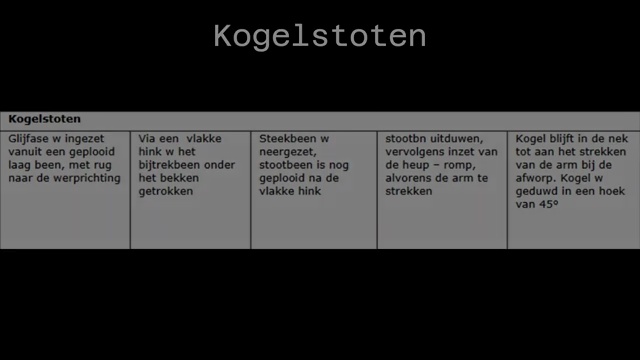 Kogelstoten
Kogelstoten
Glijfase w ingezet
vanuit een geplooid
laag been, met rug
naar de werprichting
Via een vlakke
hink w het
bijtrekbeen onder
het bekken
getrokken
Steekbeen w
neergezet,
stootbeen is nog
geplooid na de
vlakke hink
stootbn uitduwen,
vervolgens inzet van
de heup – romp,
alvorens de arm te
strekken
Kogel blijft in de nek
tot aan het strekken
van de arm bij de
afworp. Kogel w
geduwd in een hoek
van 45º